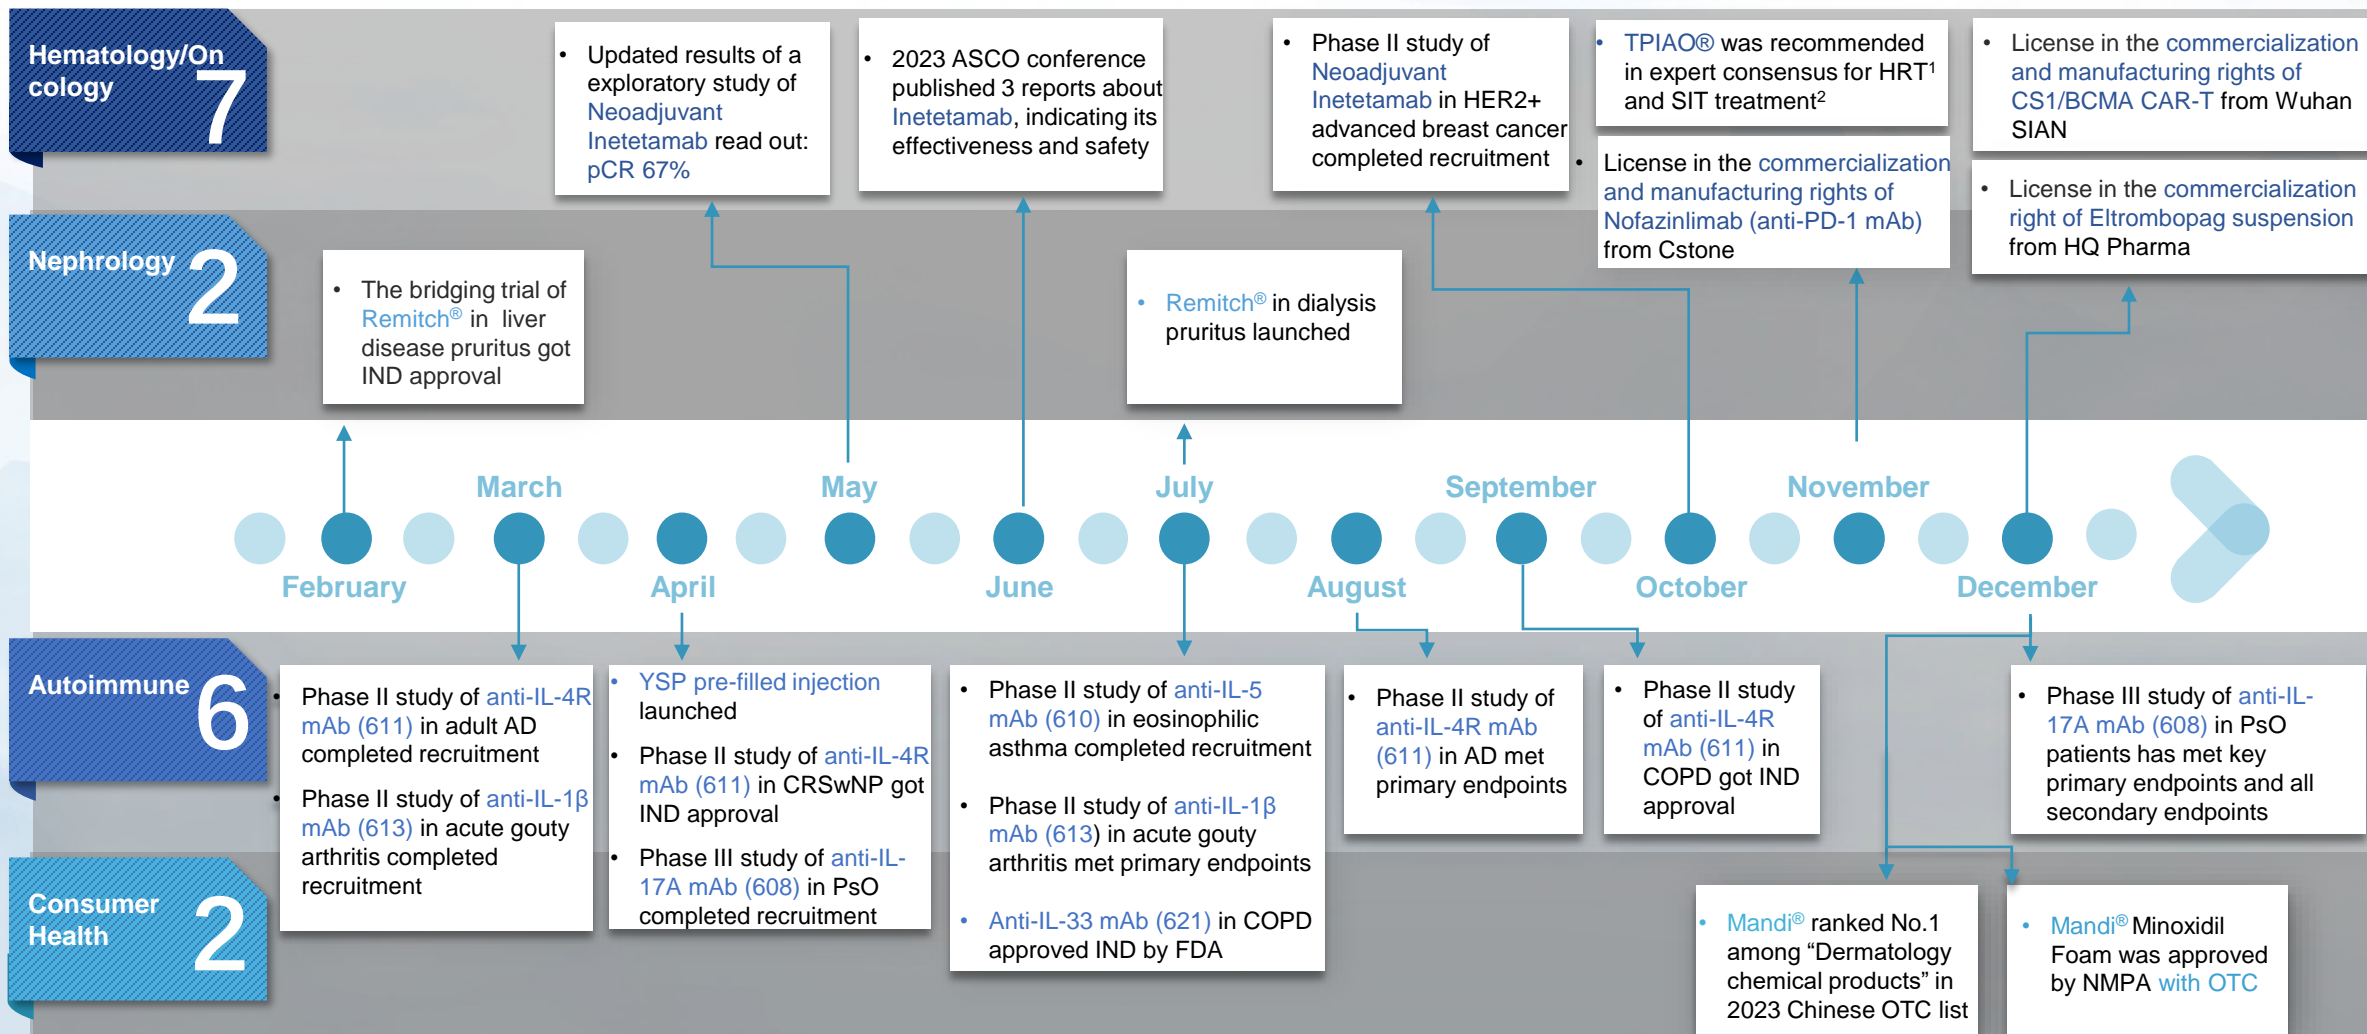 Hematology/On
cology
7
• Updated results of a
exploratory study of
Neoadjuvant
Inetetamab read out:
pCR 67%
• 2023 ASCO conference
published 3 reports about
Inetetamab, indicating its
effectiveness and safety
• Phase II study of
Neoadjuvant
Inetetamab in HER2+
advanced breast cancer
completed recruitment
• TPIAO® was recommended
in expert consensus for HRT¹
and SIT treatment²
• License in the commercialization
and manufacturing rights of
Nofazinlimab (anti-PD-1 mAb)
from Cstone
• License in the commercialization
and manufacturing rights of
CS1/BCMA CAR-T from Wuhan
SIAN
• License in the commercialization
right of Eltrombopag suspension
from HQ Pharma
Nephrology
2
• The bridging trial of
Remitch® in  liver
disease pruritus got
IND approval
• Remitch® in dialysis
pruritus launched
March
May
July
September
November
February
April
June
August
October
December
Autoimmune
6
• Phase II study of anti-IL-4R
mAb (611) in adult AD
completed recruitment
• Phase II study of anti-IL-1β
mAb (613) in acute gouty
arthritis completed
recruitment
• YSP pre-filled injection
launched
• Phase II study of anti-IL-4R
mAb (611) in CRSwNP got
IND approval
• Phase III study of anti-IL-
17A mAb (608) in PsO
completed recruitment
• Phase II study of anti-IL-5
mAb (610) in eosinophilic
asthma completed recruitment
• Phase II study of anti-IL-1β
mAb (613) in acute gouty
arthritis met primary endpoints
• Anti-IL-33 mAb (621) in COPD
approved IND by FDA
• Phase II study of
anti-IL-4R mAb
(611) in AD met
primary endpoints
• Phase II study
of anti-IL-4R
mAb (611) in
COPD got IND
approval
• Phase III study of anti-IL-
17A mAb (608) in PsO
patients has met key
primary endpoints and all
secondary endpoints
Consumer
Health
2
• Mandi® ranked No.1
among “Dermatology
chemical products” in
2023 Chinese OTC list
• Mandi® Minoxidil
Foam was approved
by NMPA with OTC